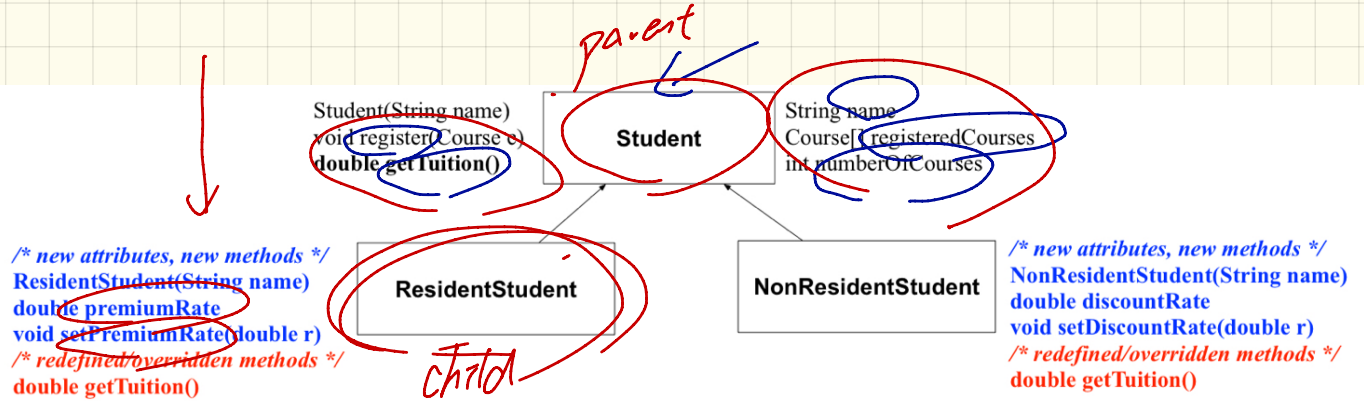 parent
Student(String name)
void register(Course c)
double getTuition()
Student
String name
Course[] registeredCourses
int numberOfCourses
/* new attributes, new methods */
ResidentStudent(String name)
double premiumRate
void setPremiumRate(double r)
/* redefined/overridden methods */
double getTuition()
ResidentStudent
child
NonResidentStudent
/* new attributes, new methods */
NonResidentStudent(String name)
double discountRate
void setDiscountRate(double r)
/* redefined/overridden methods */
double getTuition()